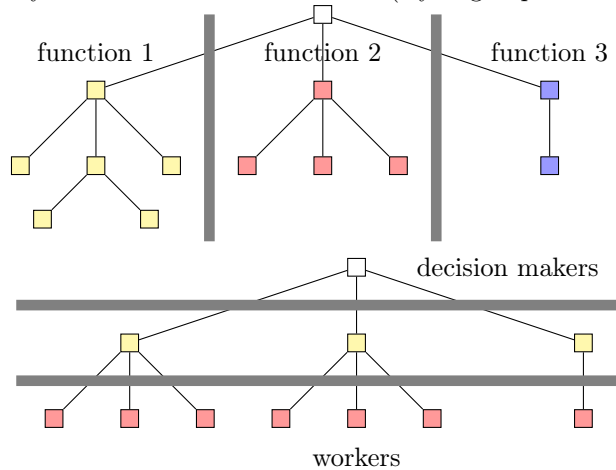 function 1
function 2
function 3
decision makers
workers